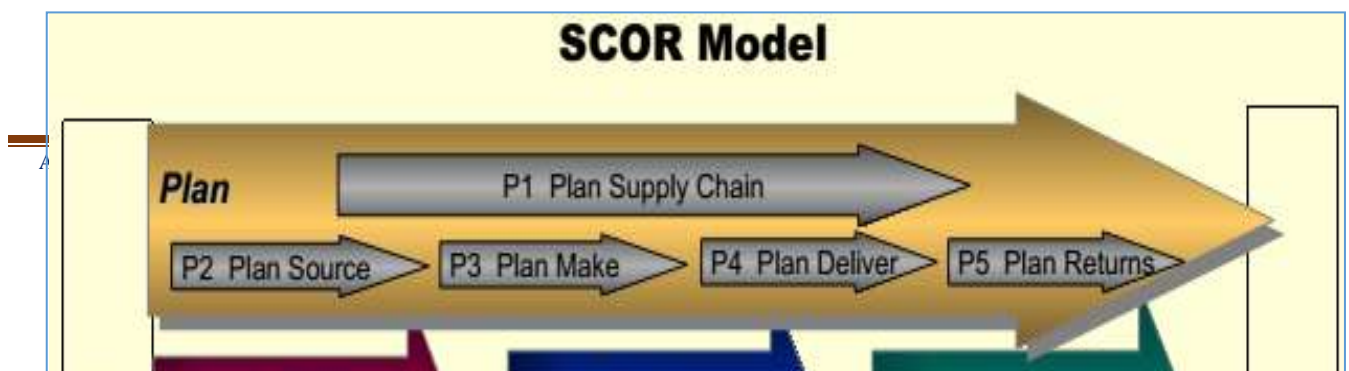 SCOR Model
A
Plan
P1 Plan Supply Chain
P2 Plan Source
P3 Plan Make
P4 Plan Deliver
P5 Plan Returns